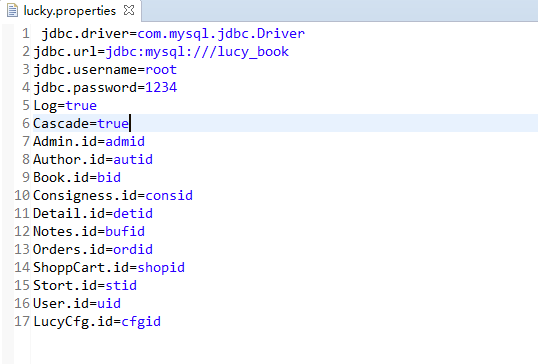 lucky.properties
1 jdbc.driver=com.mysql.jdbc.Driver
2 jdbc.url=jdbc:mysql:///lucy_book
3 jdbc.username=root
4 jdbc.password=1234
5 Log=true
6 Cascade=true
7 Admin.id=admid
8 Author.id=autid
9 Book.id=bid
10 Consigness.id=consid
11 Detail.id=detid
12 Notes.id=bufid
13 Orders.id=ordid
14 ShoppCart.id=shopid
15 Stort.id=stid
16 User.id=uid
17 LucyCfg.id=cfgid